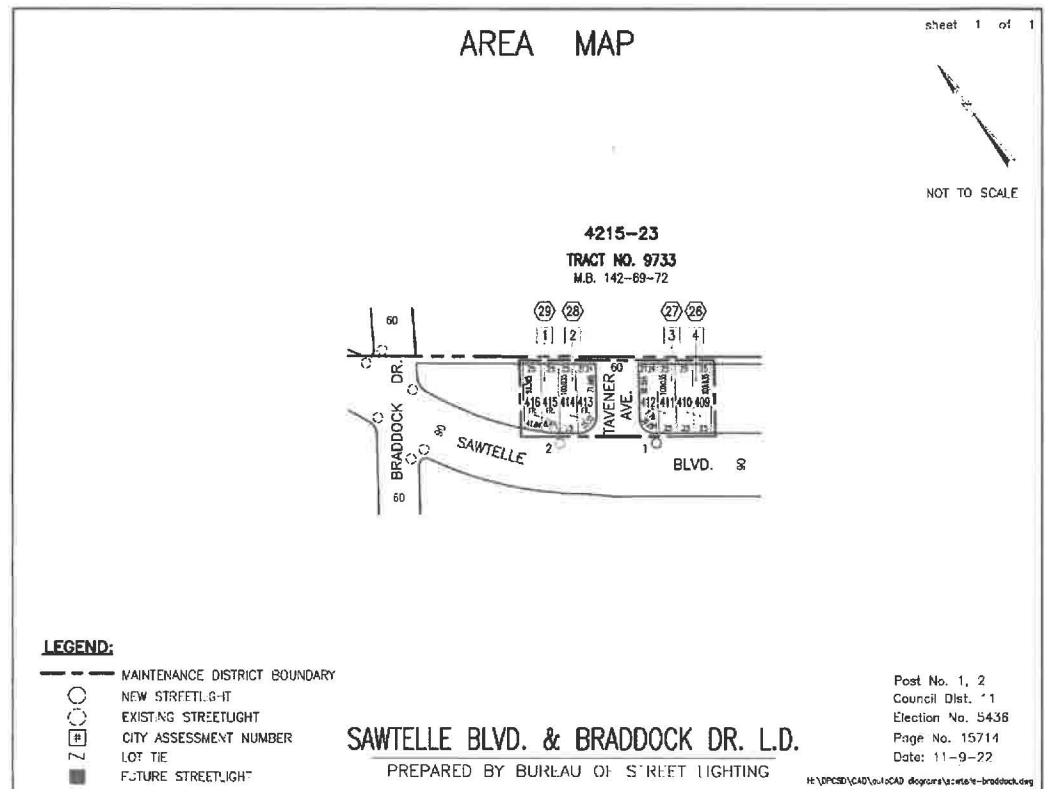 sheet 1 of 1
AREA MAP
NOT TO SCALE
4215-23
TRACT NO. 9733
M.B. 142-69-72
29 28 27 26
1 2 3 4
60
60
DR.
BRADDOCK
60
90
SAWTELLE
BLVD.
90
TAVENER
AVE.
416 415 414 413
412 411 410 409
2
1
LEGEND:
MAINTENANCE DISTRICT BOUNDARY
NEW STREETLIGHT
EXISTING STREETLIGHT
# CITY ASSESSMENT NUMBER
Z LOT TIE
FUTURE STREETLIGHT
SAWTELLE BLVD. & BRADDOCK DR. L.D.
PREPARED BY BUREAU OF STREET LIGHTING
Post No. 1, 2
Council Dist. 11
Election No. 5436
Page No. 15714
Date: 11-9-22